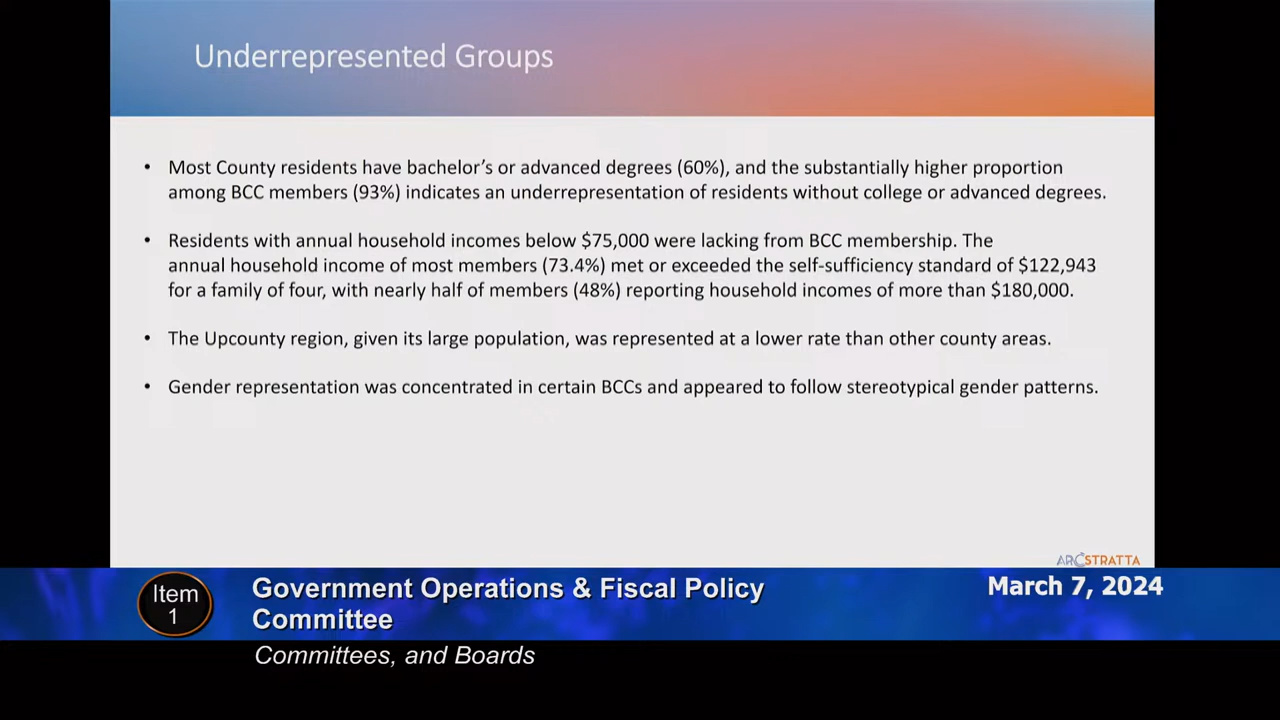 Underrepresented Groups
• Most County residents have bachelor’s or advanced degrees (60%), and the substantially higher proportion
among BCC members (93%) indicates an underrepresentation of residents without college or advanced degrees.
• Residents with annual household incomes below $75,000 were lacking from BCC membership. The
annual household income of most members (73.4%) met or exceeded the self-sufficiency standard of $122,943
for a family of four, with nearly half of members (48%) reporting household incomes of more than $180,000.
• The Upcounty region, given its large population, was represented at a lower rate than other county areas.
• Gender representation was concentrated in certain BCCs and appeared to follow stereotypical gender patterns.
ARCSTRATTA
Item
1
Government Operations & Fiscal Policy
Committee
March 7, 2024
Committees, and Boards